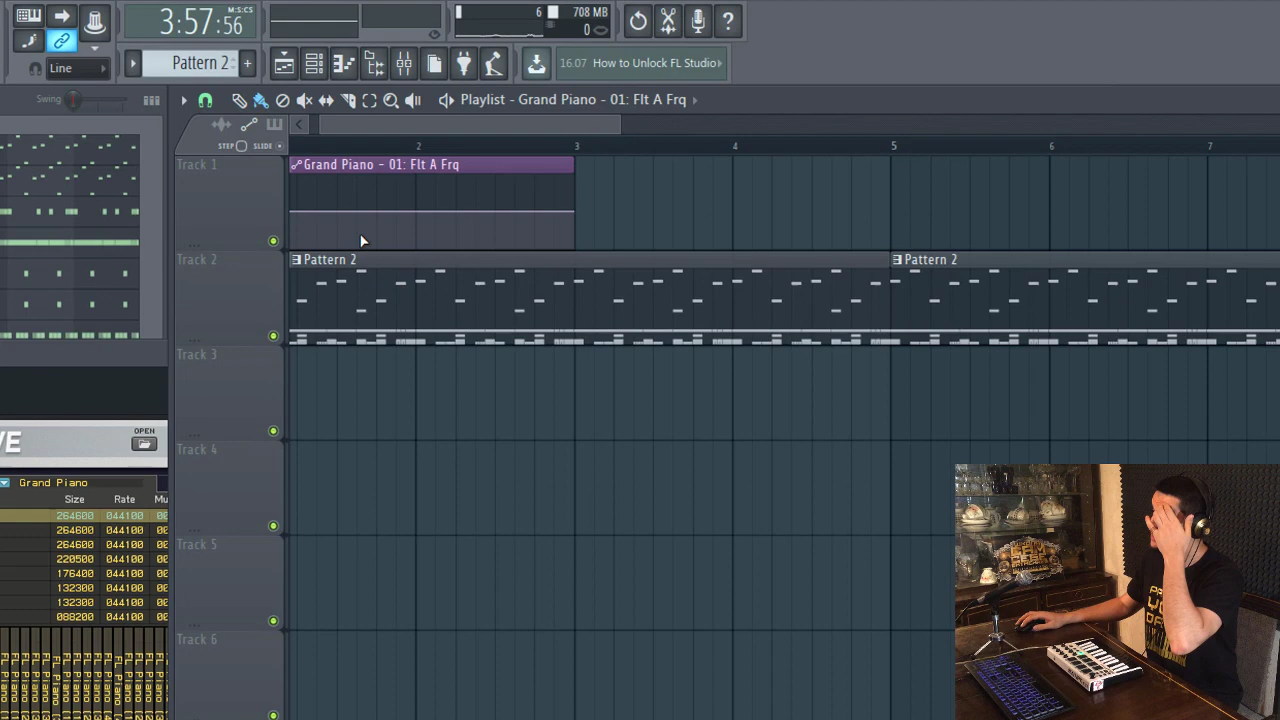 3:57:56
M:S:CS
6
708 MB
0
Line
Pattern 2
+
16.07 How to Unlock FL Studio
Swing
Playlist - Grand Piano - 01: Flt A Frq
STEP SLIDE
2 3 4 5 6 7
Track 1
Grand Piano - 01: Flt A Frq
Track 2
Pattern 2
Pattern 2
Track 3
Track 4
Track 5
Track 6
VE
OPEN
Grand Piano
Size Rate Mu
264600 044100
264600 044100
264600 044100
220500 044100
176400 044100
132300 044100
132300 044100
088200 044100